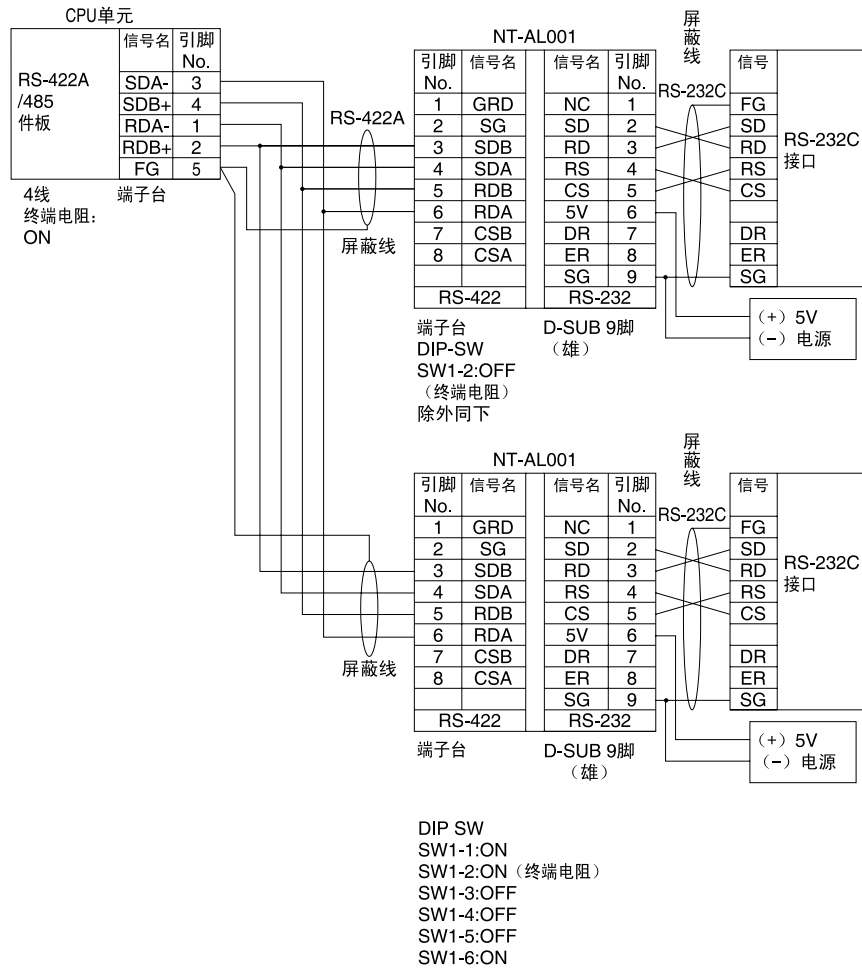 CPU单元
信号名 引脚 No.
RS-422A /485 件板
SDA- 3
SDB+ 4
RDA- 1
RDB+ 2
FG 5
4线 端子台
终端电阻：
ON
RS-422A
屏蔽线
NT-AL001
引脚 No. 信号名 信号名 引脚 No.
1 GRD NC 1
2 SG SD 2
3 SDB RD 3
4 SDA RS 4
5 RDB CS 5
6 RDA 5V 6
7 CSB DR 7
8 CSA ER 8
SG 9
RS-422 RS-232
端子台
DIP-SW
SW1-2:OFF
（终端电阻）
除外同下
D-SUB 9脚
（雄）
屏蔽线
RS-232C
信号
FG
SD
RD
RS
CS
DR
ER
SG
RS-232C
接口
（+）5V
（−）电源
屏蔽线
NT-AL001
引脚 No. 信号名 信号名 引脚 No.
1 GRD NC 1
2 SG SD 2
3 SDB RD 3
4 SDA RS 4
5 RDB CS 5
6 RDA 5V 6
7 CSB DR 7
8 CSA ER 8
SG 9
RS-422 RS-232
端子台
D-SUB 9脚
（雄）
屏蔽线
RS-232C
信号
FG
SD
RD
RS
CS
DR
ER
SG
RS-232C
接口
（+）5V
（−）电源
DIP SW
SW1-1:ON
SW1-2:ON（终端电阻）
SW1-3:OFF
SW1-4:OFF
SW1-5:OFF
SW1-6:ON